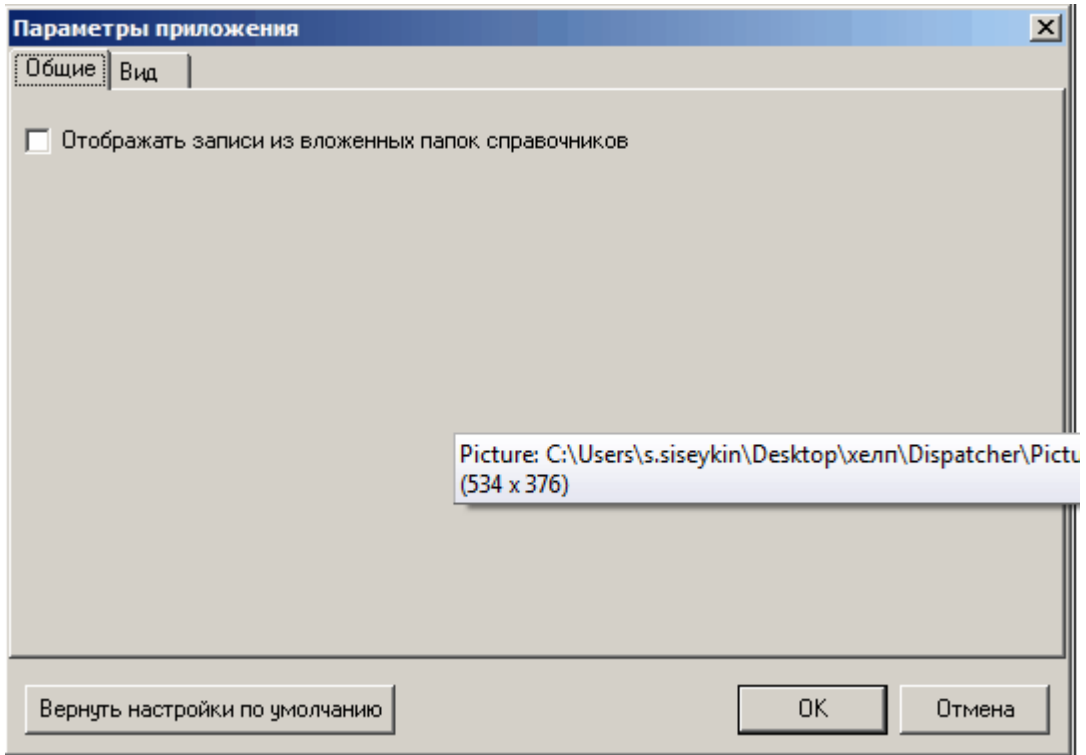 Параметры приложения
Общие Вид
Отображать записи из вложенных папок справочников
Picture: C:\Users\s.siseykin\Desktop\хелп\Dispatcher\Pictu
(534 x 376)
Вернуть настройки по умолчанию OK Отмена